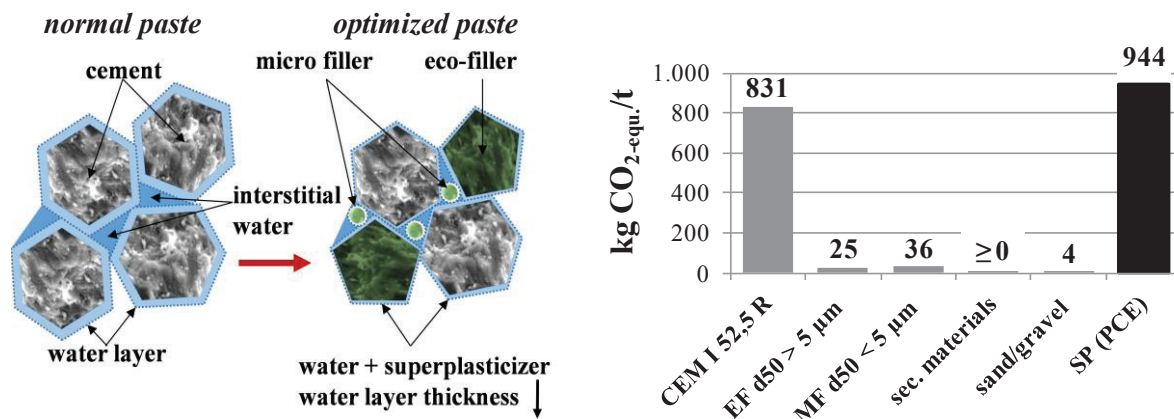 normal paste
optimized paste
cement
micro filler
eco-filler
interstitial
water
water layer
water + superplasticizer
water layer thickness
kg CO2-equ./t
1.000
800
600
400
200
0
831
25
36
≥0
4
944
CEM I 52,5 R
EF d50 > 5 µm
MF d50 < 5 µm
sec. materials
sand/gravel
SP (PCE)